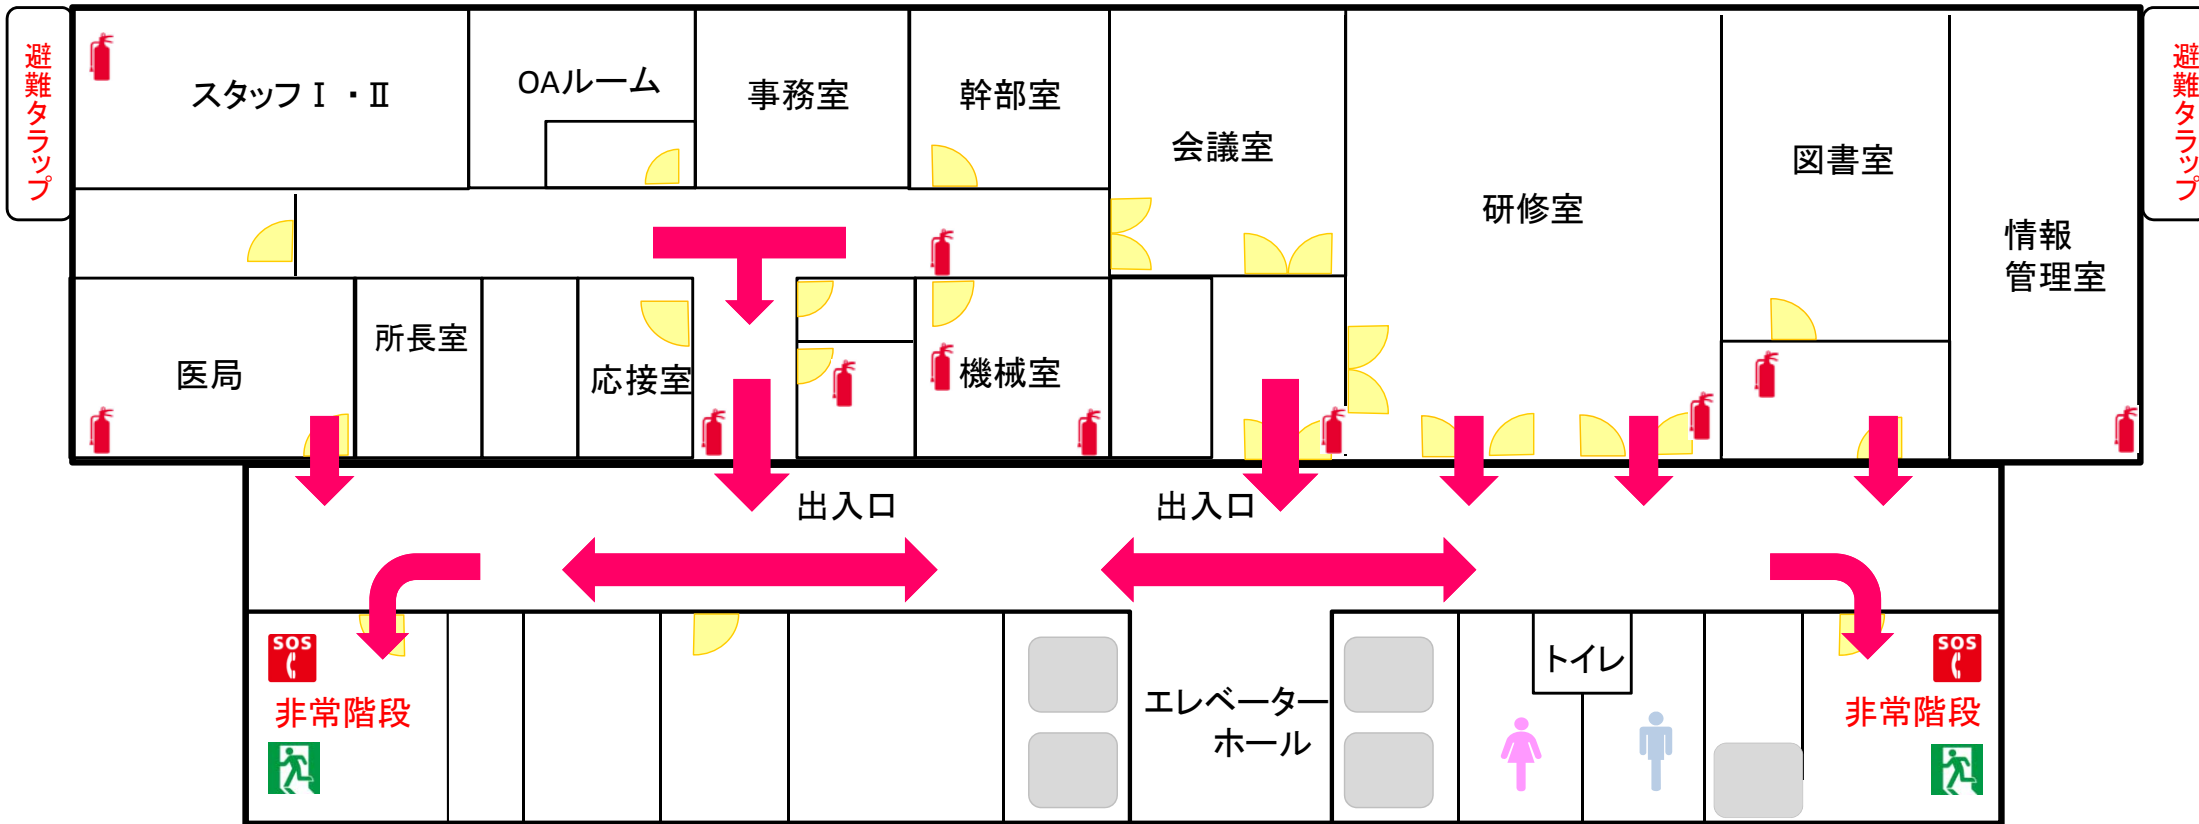 避難タラップ
スタッフⅠ・Ⅱ
OAルーム
事務室
幹部室
会議室
研修室
図書室
情報
管理室
避難タラップ
医局
所長室
応接室
機械室
出入口
出入口
SOS
非常階段
エレベーター
ホール
トイレ
SOS
非常階段